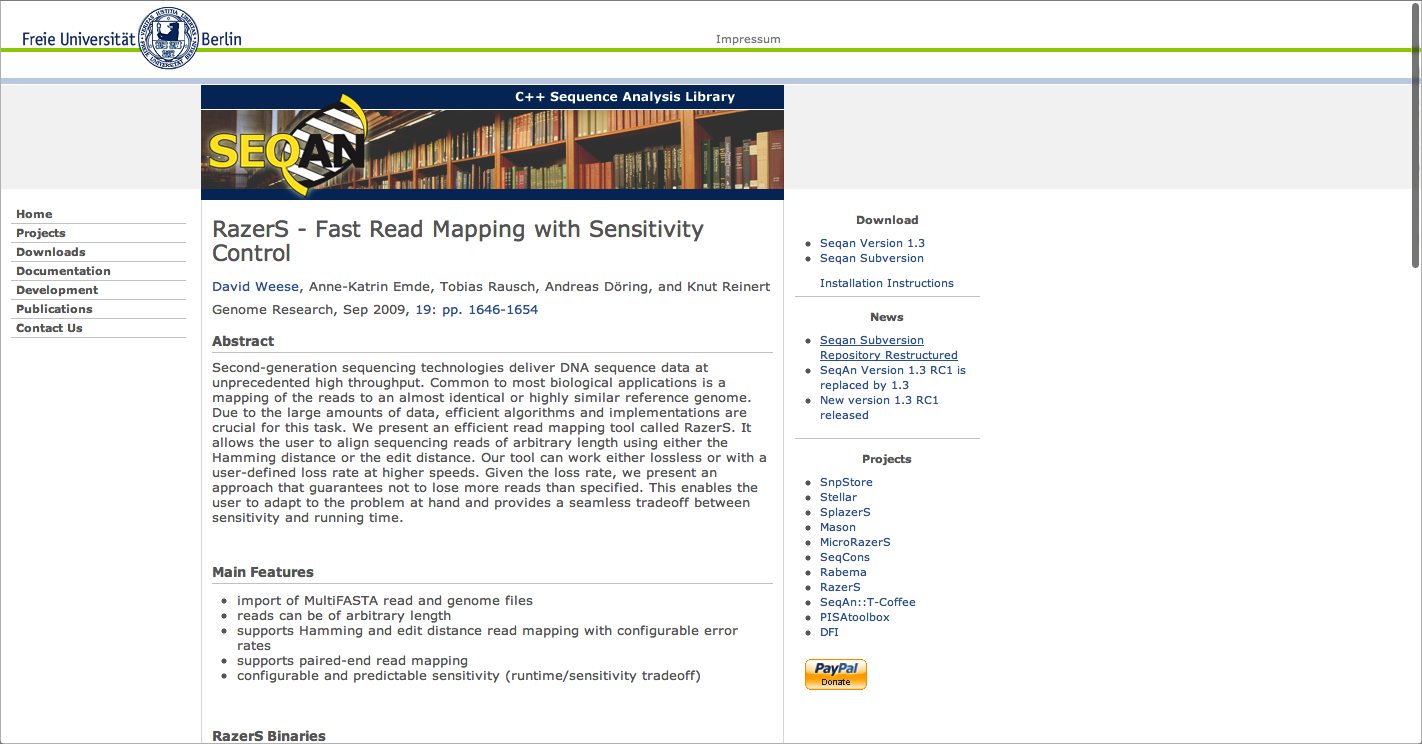 Freie Universität Berlin
Impressum
C++ Sequence Analysis Library
SEQAN
Home
Projects
Downloads
Documentation
Development
Publications
Contact Us
RazerS - Fast Read Mapping with Sensitivity
Control
David Weese, Anne-Katrin Emde, Tobias Rausch, Andreas Döring, and Knut Reinert
Genome Research, Sep 2009, 19: pp. 1646-1654
Abstract
Second-generation sequencing technologies deliver DNA sequence data at
unprecedented high throughput. Common to most biological applications is a
mapping of the reads to an almost identical or highly similar reference genome.
Due to the large amounts of data, efficient algorithms and implementations are
crucial for this task. We present an efficient read mapping tool called RazerS. It
allows the user to align sequencing reads of arbitrary length using either the
Hamming distance or the edit distance. Our tool can work either lossless or with a
user-defined loss rate at higher speeds. Given the loss rate, we present an
approach that guarantees not to lose more reads than specified. This enables the
user to adapt to the problem at hand and provides a seamless tradeoff between
sensitivity and running time.
Main Features
import of MultiFASTA read and genome files
reads can be of arbitrary length
supports Hamming and edit distance read mapping with configurable error
rates
supports paired-end read mapping
configurable and predictable sensitivity (runtime/sensitivity tradeoff)
RazerS Binaries
Download
Seqan Version 1.3
Seqan Subversion
Installation Instructions
News
Seqan Subversion
Repository Restructured
SeqAn Version 1.3 RC1 is
replaced by 1.3
New version 1.3 RC1
released
Projects
SnpStore
Stellar
SplazerS
Mason
MicroRazerS
SeqCons
Rabema
RazerS
SeqAn::T-Coffee
PISAtoolbox
DFI
PayPal
Donate